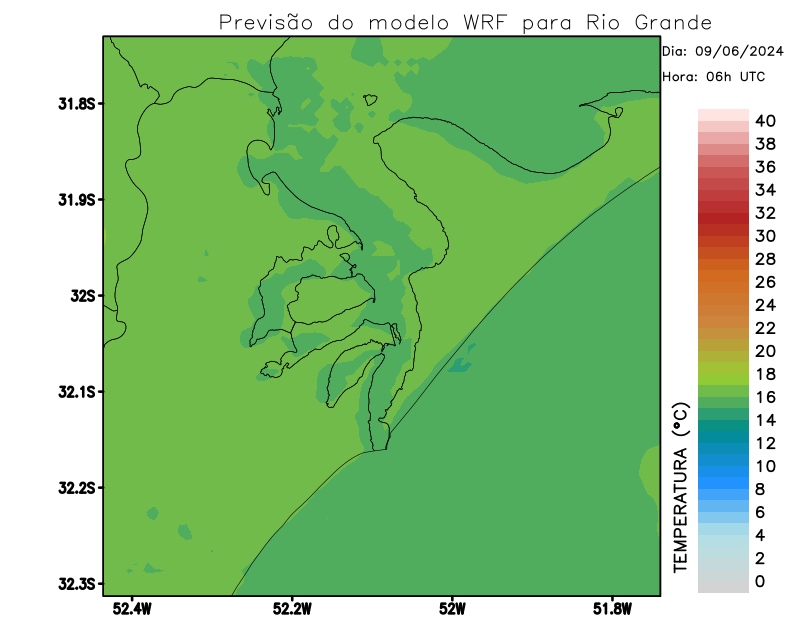 Previsão do modelo WRF para Rio Grande
Dia: 09/06/2024
Hora: 06h UTC
31.8S
31.9S
32S
32.1S
32.2S
32.3S
52.4W
52.2W
52W
51.8W
TEMPERATURA (°C)
40
38
36
34
32
30
28
26
24
22
20
18
16
14
12
10
8
6
4
2
0